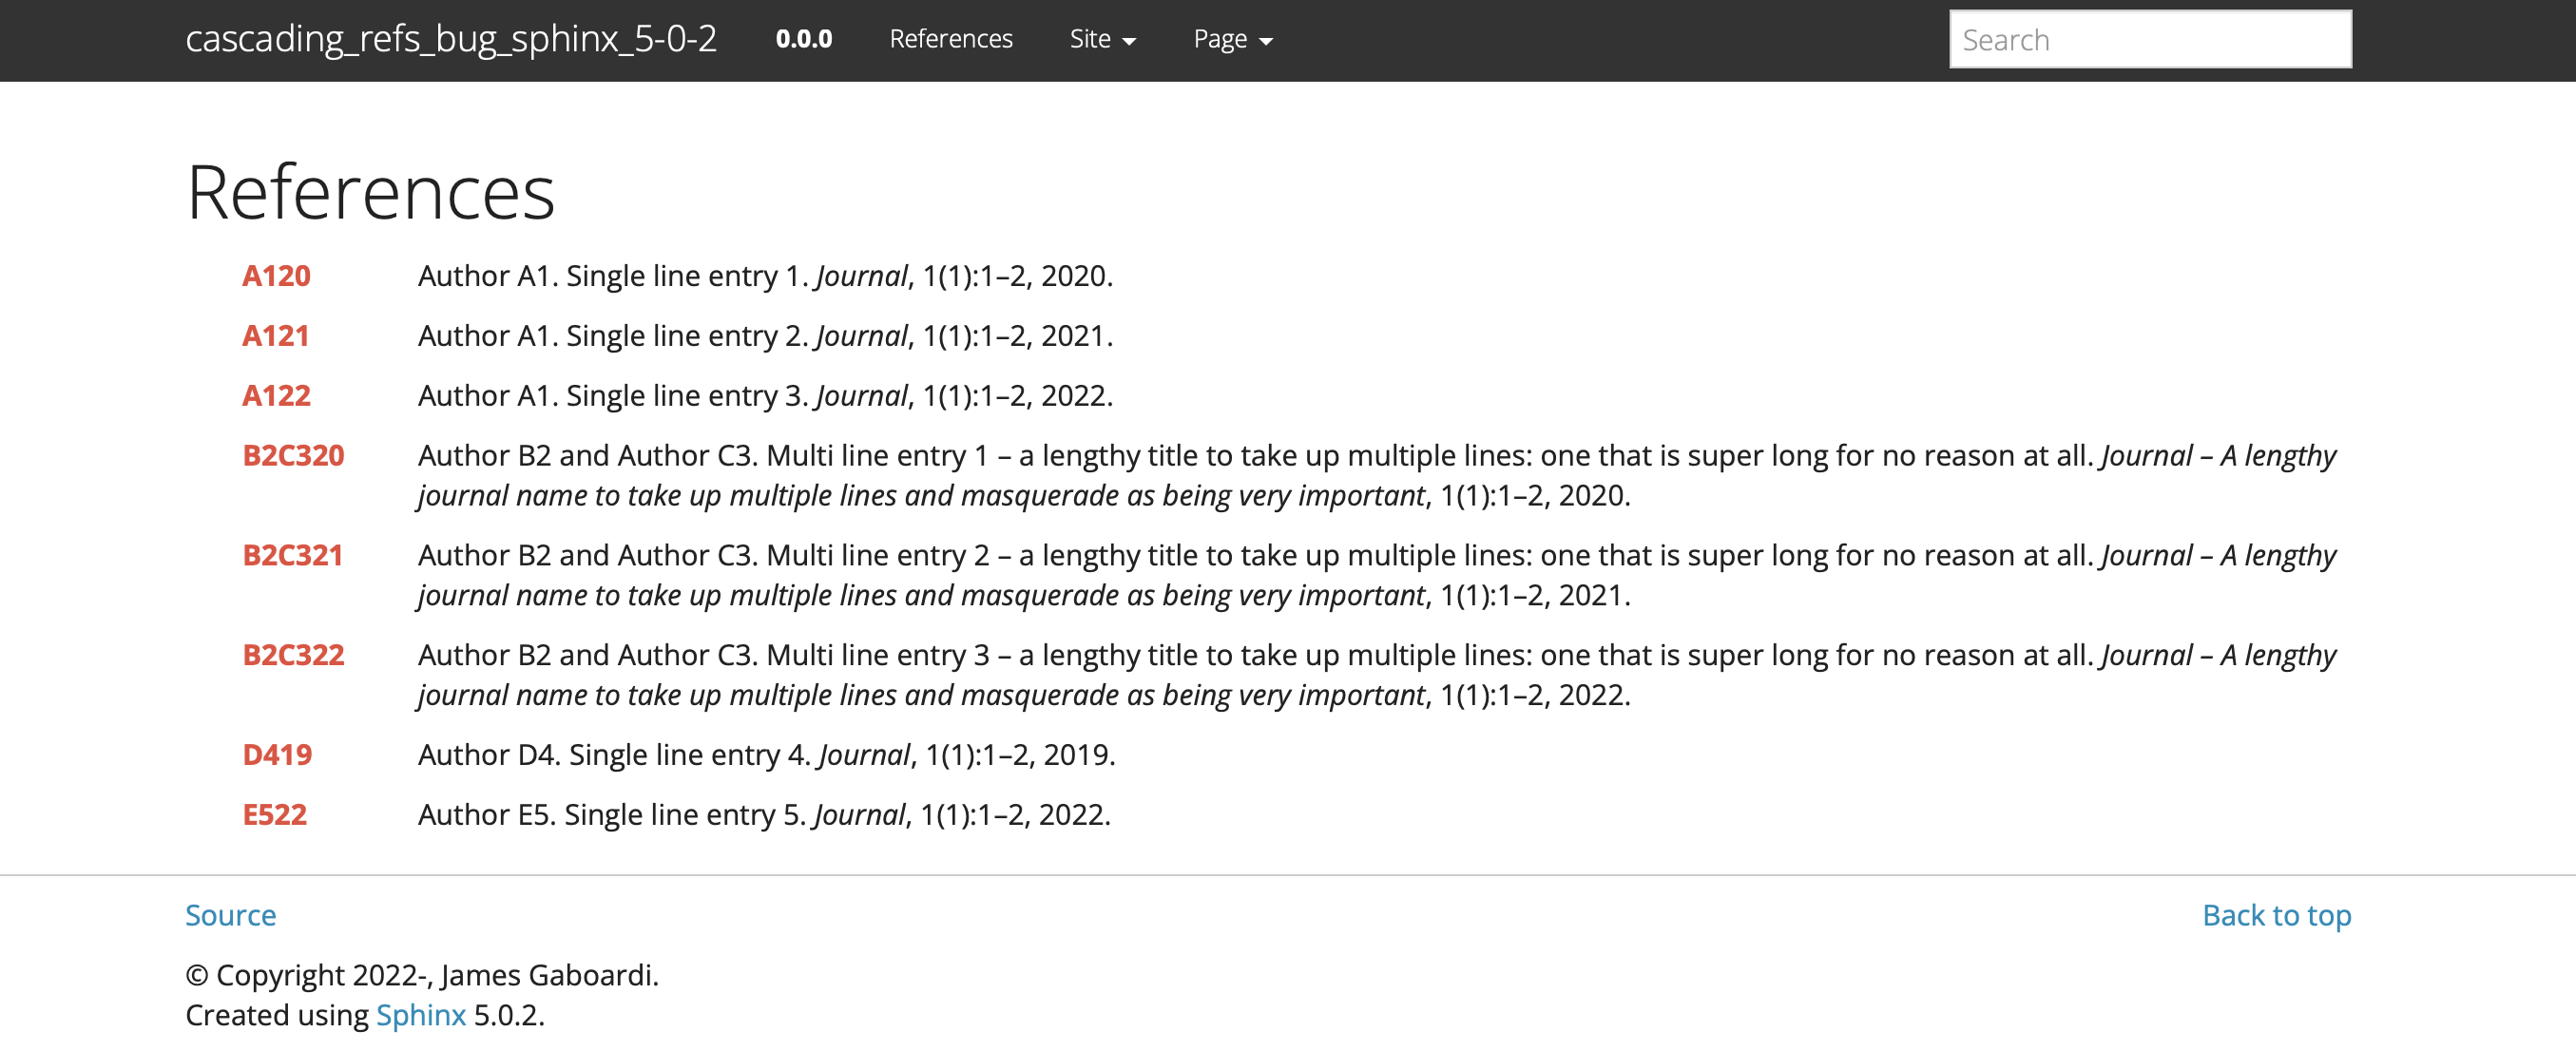 cascading_refs_bug_sphinx_5-0-2 0.0.0 References Site Page Search
References
A120 Author A1. Single line entry 1. Journal, 1(1):1–2, 2020.
A121 Author A1. Single line entry 2. Journal, 1(1):1–2, 2021.
A122 Author A1. Single line entry 3. Journal, 1(1):1–2, 2022.
B2C320 Author B2 and Author C3. Multi line entry 1 – a lengthy title to take up multiple lines: one that is super long for no reason at all. Journal – A lengthy
journal name to take up multiple lines and masquerade as being very important, 1(1):1–2, 2020.
B2C321 Author B2 and Author C3. Multi line entry 2 – a lengthy title to take up multiple lines: one that is super long for no reason at all. Journal – A lengthy
journal name to take up multiple lines and masquerade as being very important, 1(1):1–2, 2021.
B2C322 Author B2 and Author C3. Multi line entry 3 – a lengthy title to take up multiple lines: one that is super long for no reason at all. Journal – A lengthy
journal name to take up multiple lines and masquerade as being very important, 1(1):1–2, 2022.
D419 Author D4. Single line entry 4. Journal, 1(1):1–2, 2019.
E522 Author E5. Single line entry 5. Journal, 1(1):1–2, 2022.
Source Back to top
© Copyright 2022-, James Gaboardi.
Created using Sphinx 5.0.2.